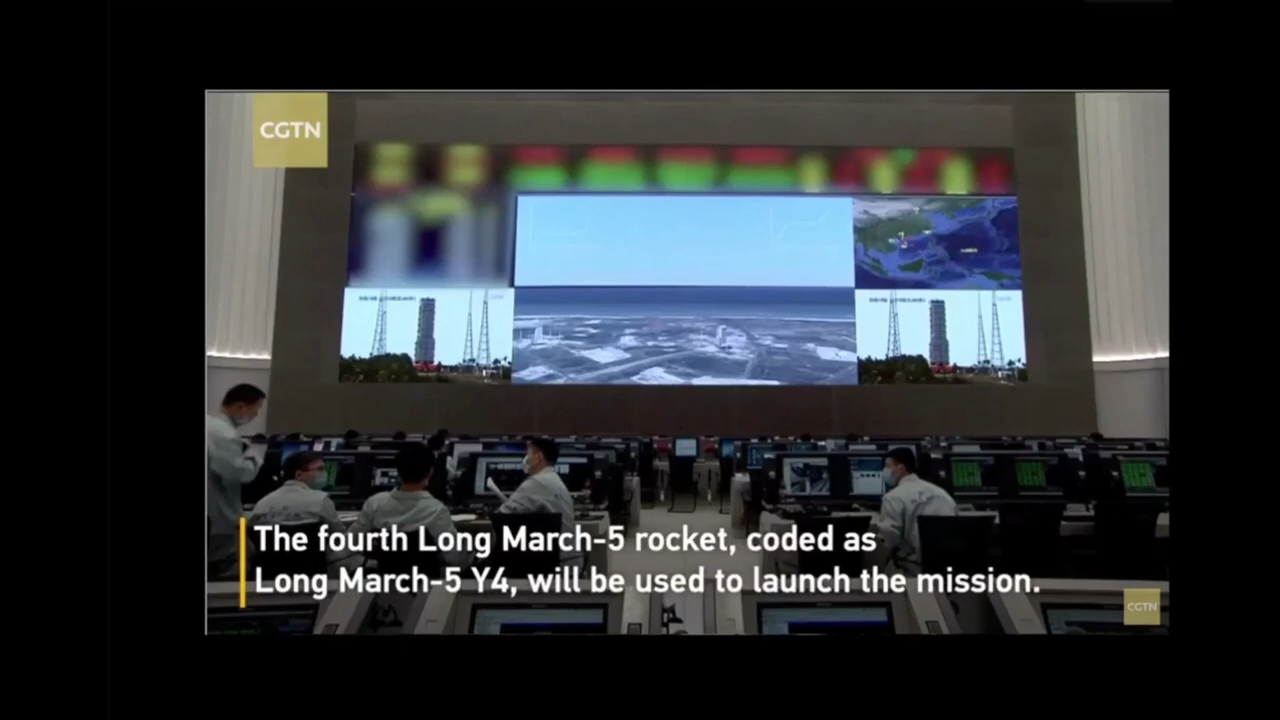 CGTN
The fourth Long March-5 rocket, coded as
Long March-5 Y4, will be used to launch the mission.
CGTN